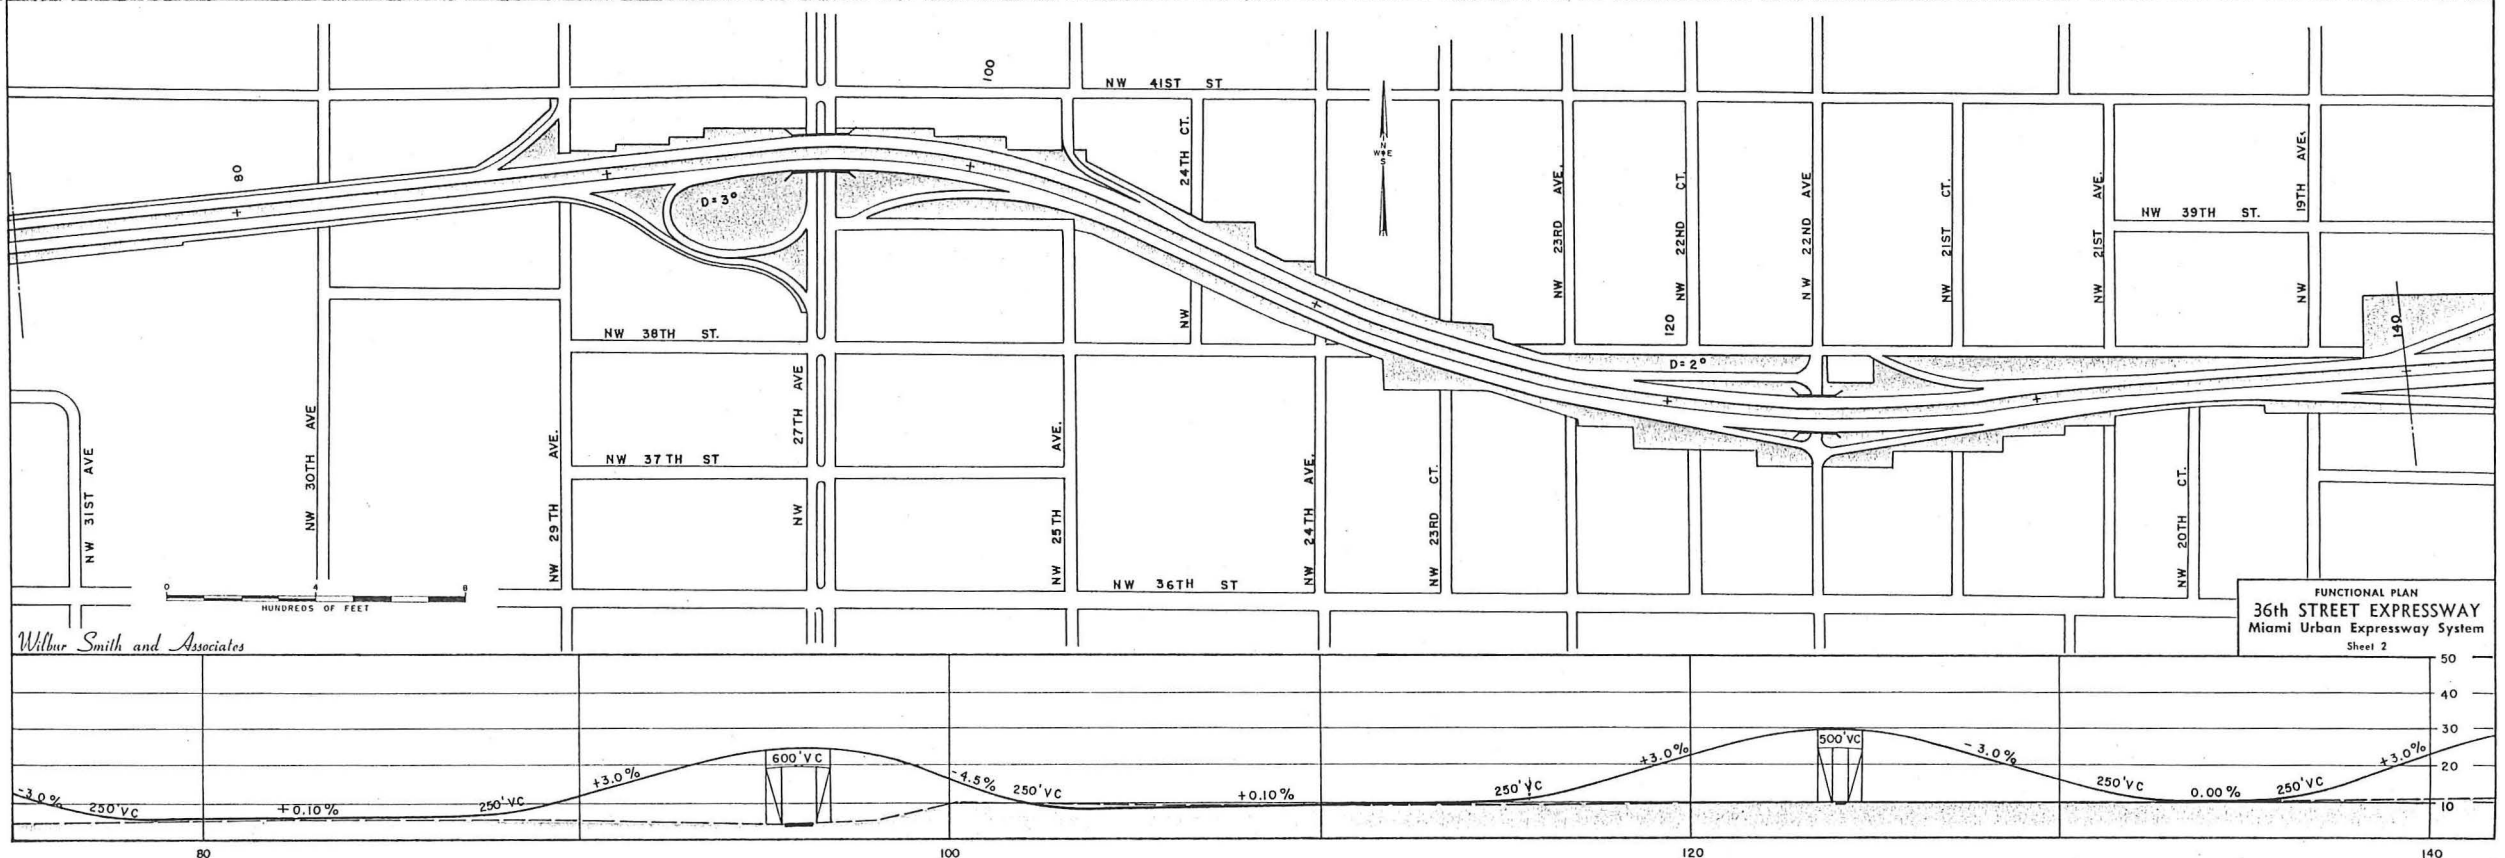 NW 41ST ST
100
80
24TH CT.
NW
N
W E
S
D=3°
NW 23RD AVE.
NW 22ND CT.
NW 22ND AVE
NW 21ST CT.
NW 21ST AVE.
NW 39TH ST.
NW 19TH AVE.
NW 38TH ST.
120
140
D=2°
NW 31ST AVE
NW 30TH AVE
NW 29TH AVE.
NW 27TH AVE
NW 37TH ST
NW 25TH AVE.
NW 24TH AVE.
NW 23RD CT.
NW 20TH CT.
NW 36TH ST
0 4 8
HUNDREDS OF FEET
Wilbur Smith and Associates
FUNCTIONAL PLAN
36th STREET EXPRESSWAY
Miami Urban Expressway System
Sheet 2
50
40
30
20
10
-3.0%
250'VC
+0.10%
250'VC
+3.0%
600'VC
-4.5%
250'VC
+0.10%
250'VC
+3.0%
500'VC
-3.0%
250'VC
0.00%
250'VC
+3.0%
80 100 120 140